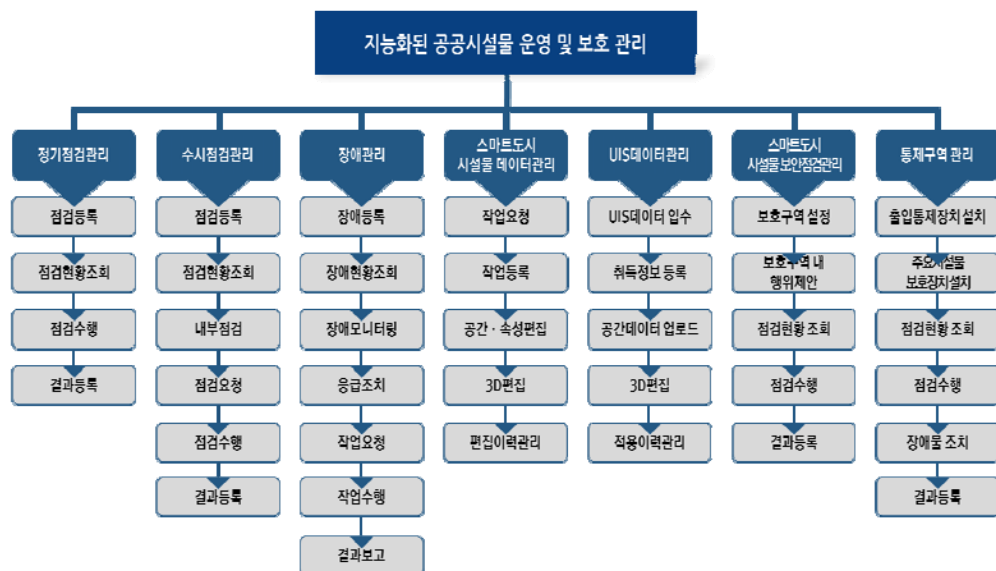 지능화된 공공시설물 운영 및 보호 관리
정기점검관리
점검등록
점검현황조회
점검수행
결과등록
수시점검관리
점검등록
점검현황조회
내부점검
점검요청
점검수행
결과등록
장애관리
장애등록
장애현황조회
장애모니터링
응급조치
작업요청
작업수행
결과보고
스마트도시
시설물 데이터관리
작업요청
작업등록
공간·속성편집
3D편집
편집이력관리
UIS데이터관리
UIS데이터 입수
취득정보 등록
공간데이터 업로드
3D편집
적용이력관리
스마트도시
시설물보안점검관리
보호구역 설정
보호구역 내
행위제안
점검현황 조회
점검수행
결과등록
통제구역 관리
출입통제장치 설치
주요시설물
보호장치설치
점검현황 조회
점검수행
장애물 조치
결과등록